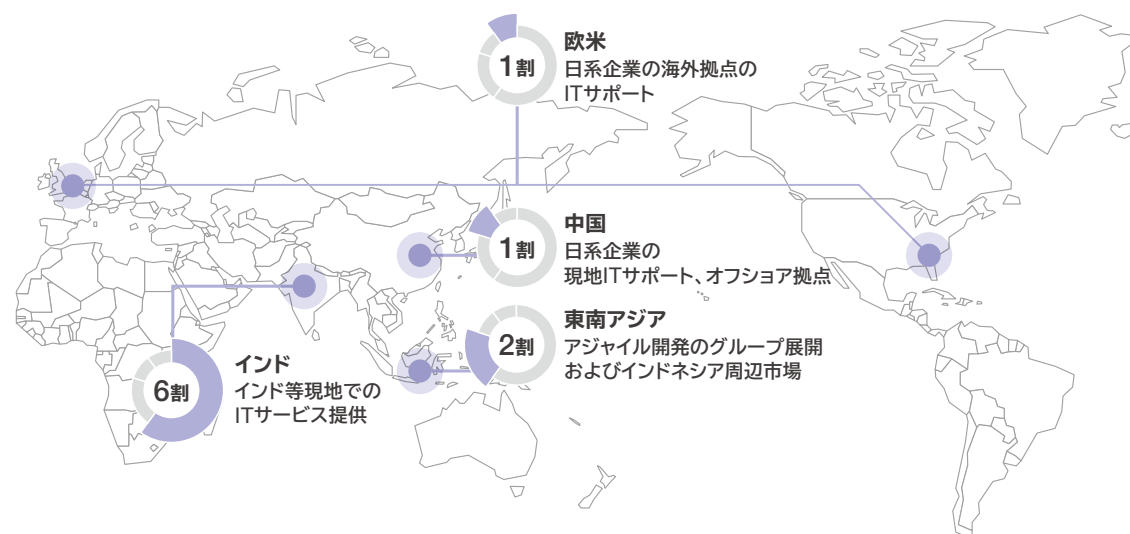 1割
欧米
日系企業の海外拠点の
ITサポート
1割
中国
日系企業の
現地ITサポート、オフショア拠点
2割
東南アジア
アジャイル開発のグループ展開
およびインドネシア周辺市場
6割
インド
インド等現地での
ITサービス提供